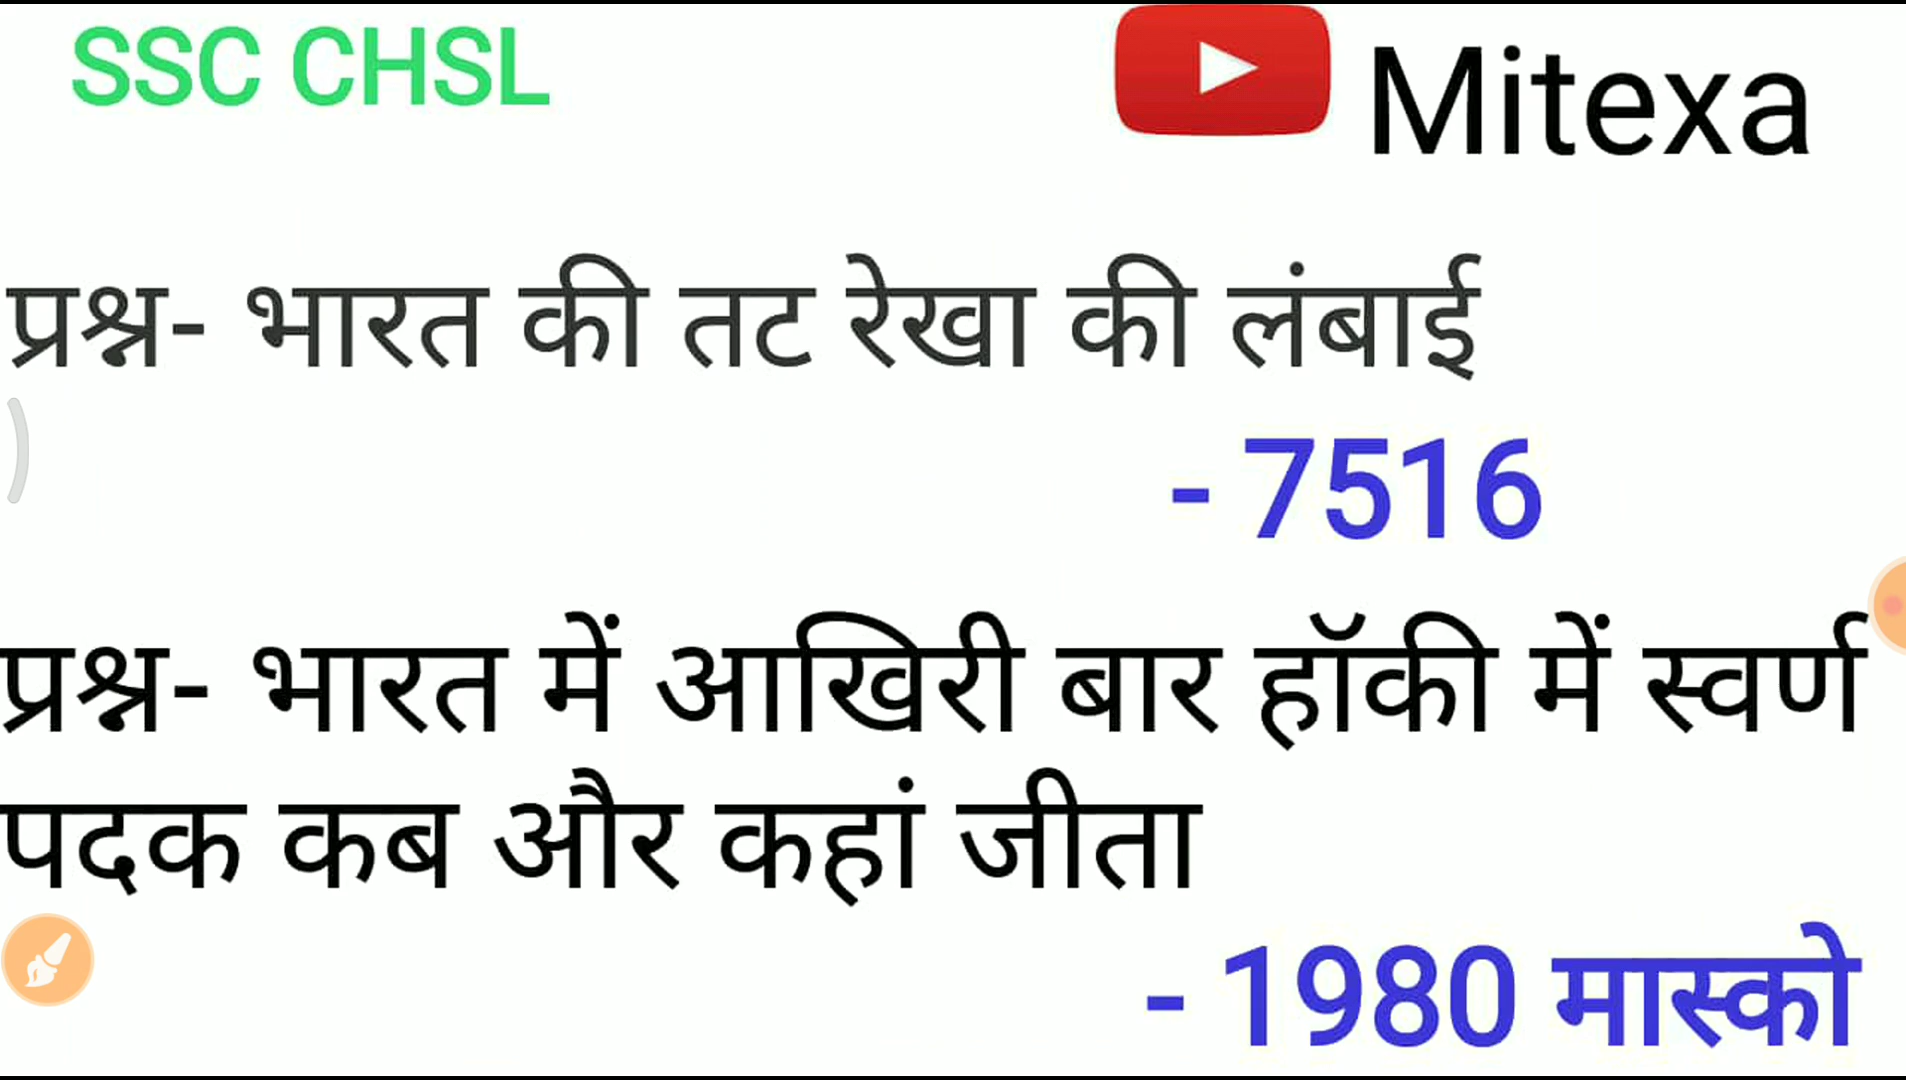 SSC CHSL
Mitexa
प्रश्न- भारत की तट रेखा की लंबाई
- 7516
प्रश्न- भारत में आखिरी बार हॉकी में स्वर्ण
पदक कब और कहां जीता
- 1980 मास्को